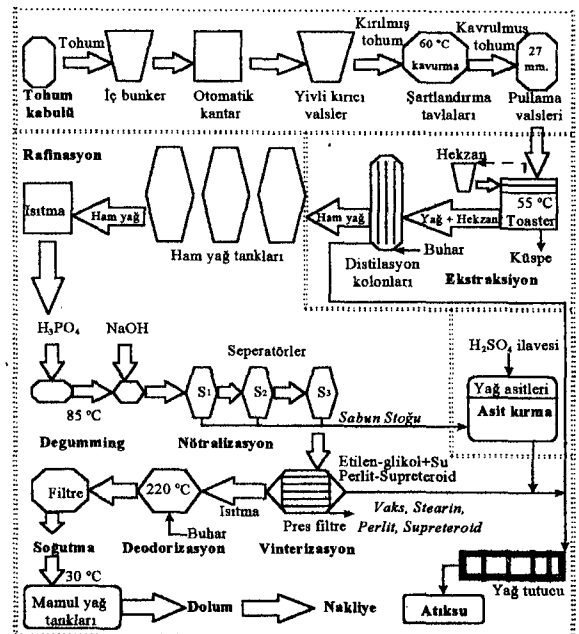 Tohum
Kırılmış
tohum
60 °C
kavurma
Kavrulmuş
tohum
27
mm.
Tohum
kabulü
İç bunker
Otomatik
kantar
Yivli kırıcı
valsler
Şartlandırma
tavlaları
Pullama
valsleri
Rafinasyon
Isıtma
Ham yağ
Ham yağ tankları
Ham yağ
Distilasyon
kolonları
Buhar
Yağ + Hekzan
Hekzan
55 °C
Toaster
Küspe
Ekstraksiyon
H3PO4
NaOH
85 °C
Degumming
Seperatörler
S1
S2
S3
Nötralizasyon
Sabun Stoğu
H2SO4 ilavesi
Yağ asitleri
Asit kırma
Filtre
220 °C
Isıtma
Etilen-glikol+Su
Perlit-Supreteroid
Vaks, Stearin,
Perlit, Supreteroid
Pres filtre
Soğutma
Deodorizasyon
Buhar
Vinterizasyon
30 °C
Mamul yağ
tankları
Dolum
Nakliye
Atıksu
Yağ tutucu